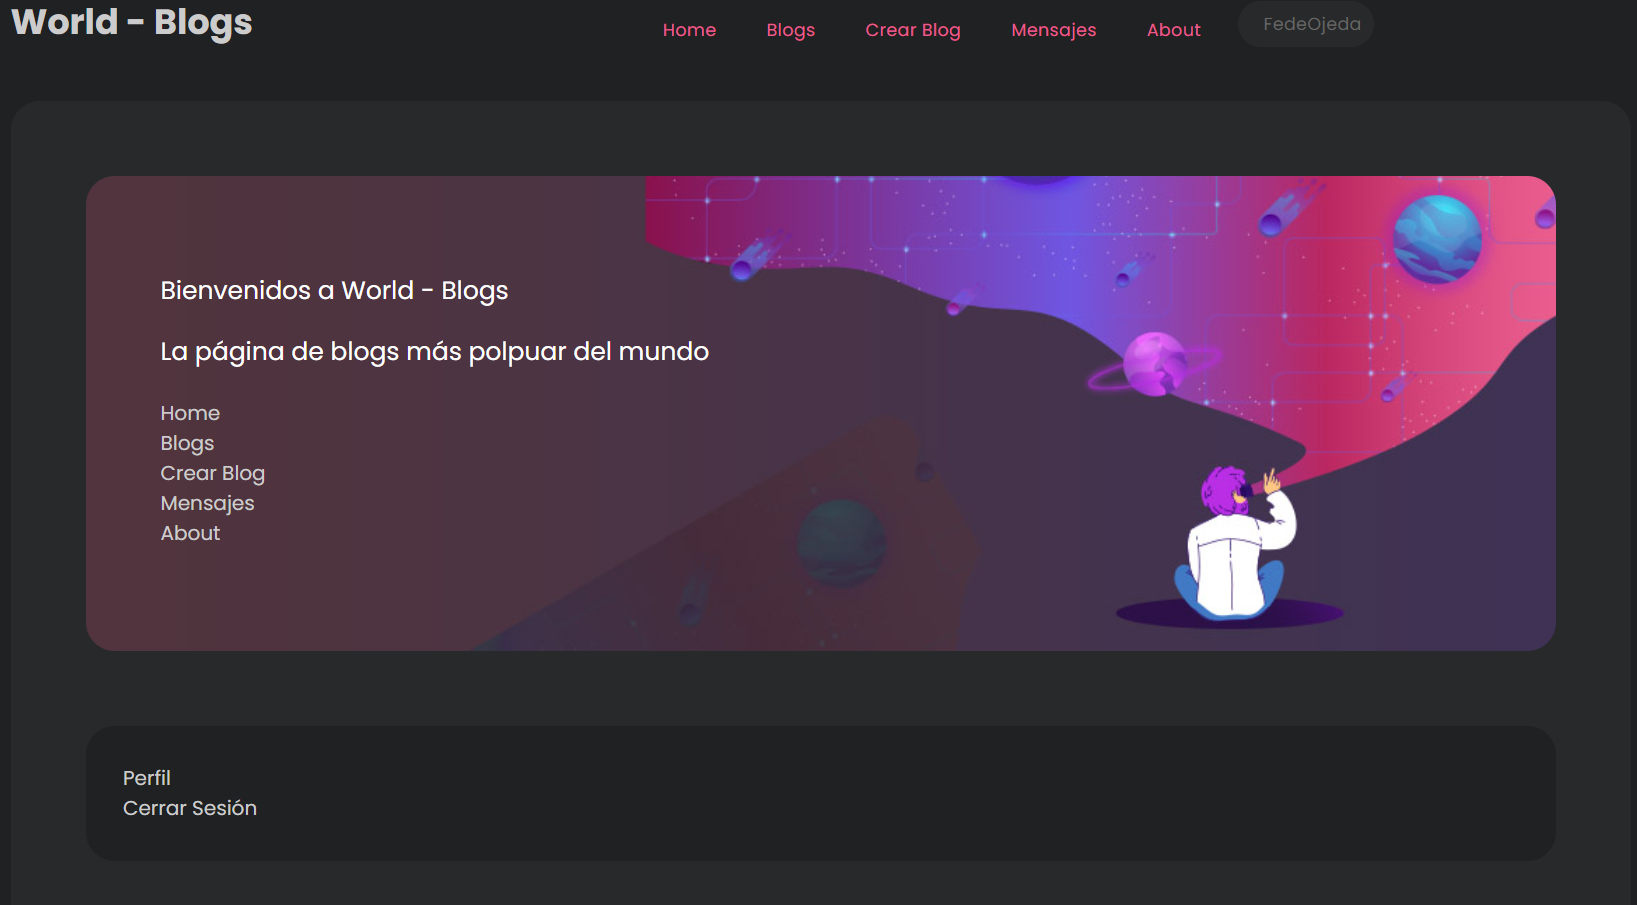 World - Blogs
Home Blogs Crear Blog Mensajes About FedeOjeda
Bienvenidos a World - Blogs
La página de blogs más polpuar del mundo
Home
Blogs
Crear Blog
Mensajes
About
Perfil
Cerrar Sesión